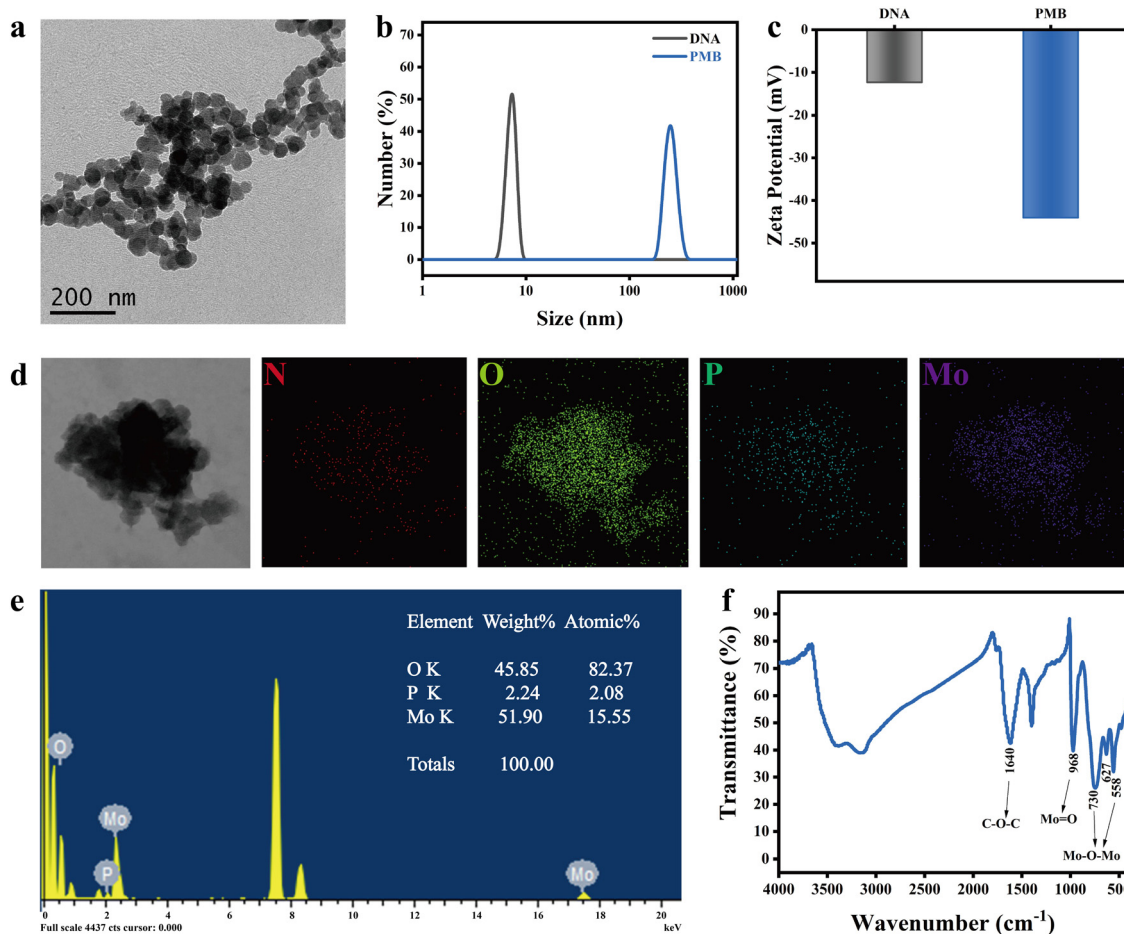 a
200 nm
b
70
60
50
40
30
20
10
0
Number (%)
1
10
100
1000
Size (nm)
DNA
PMB
c
DNA
PMB
0
-10
-20
-30
-40
-50
Zeta Potential (mV)
d
N
O
P
Mo
e
Element Weight% Atomic%
O K 45.85 82.37
P K 2.24 2.08
Mo K 51.90 15.55
Totals 100.00
O
P
Mo
Mo
0 2 4 6 8 10 12 14 16 18 20
Full scale 4437 cts cursor: 0.000
keV
f
90
80
70
60
50
40
30
20
10
0
Transmittance (%)
1640
968
730
627
558
C-O-C
Mo=O
Mo-O-Mo
4000 3500 3000 2500 2000 1500 1000 500
Wavenumber (cm⁻¹)